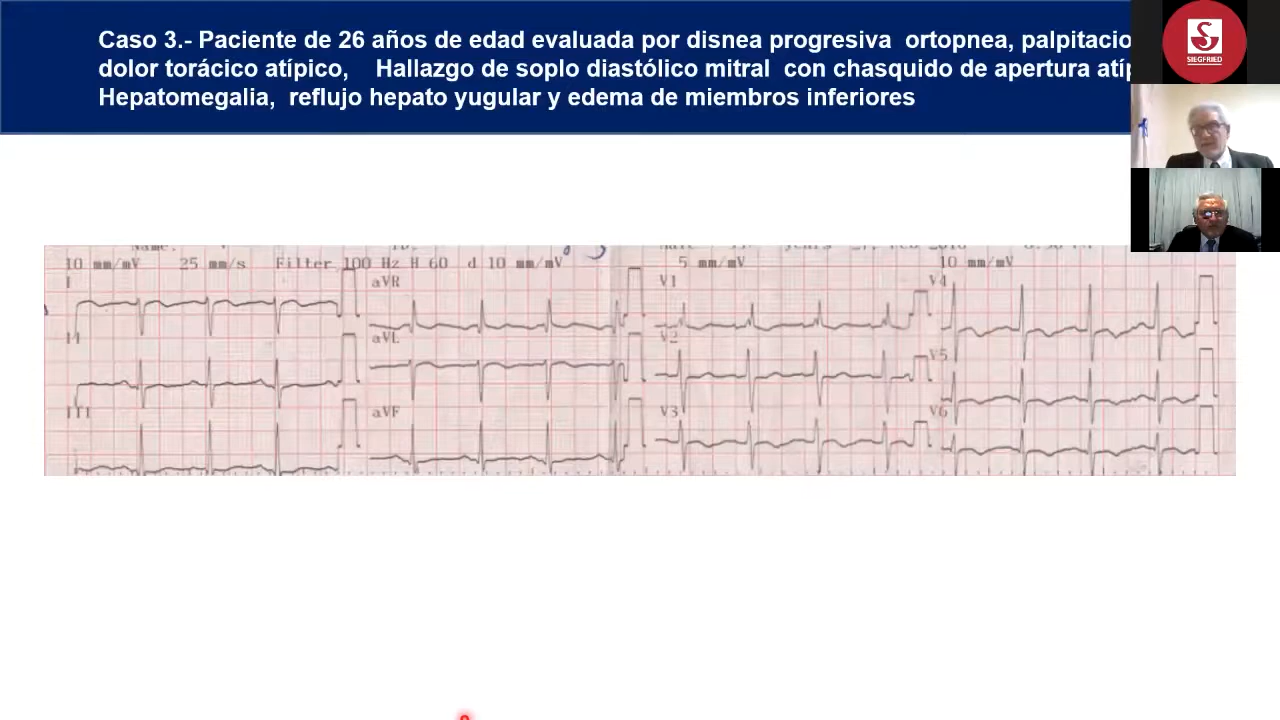 Caso 3.- Paciente de 26 años de edad evaluada por disnea progresiva ortopnea, palpitacio
dolor torácico atípico, Hallazgo de soplo diastólico mitral con chasquido de apertura atíp
Hepatomegalia, reflujo hepato yugular y edema de miembros inferiores
SIEGFRIED
10 mm/mV 25 mm/s Filter 100 Hz H 60 d 10 mm/mV 5 mm/mV 10 mm/mV
I aVR V1 V4
II aVL V2 V5
III aVF V3 V6